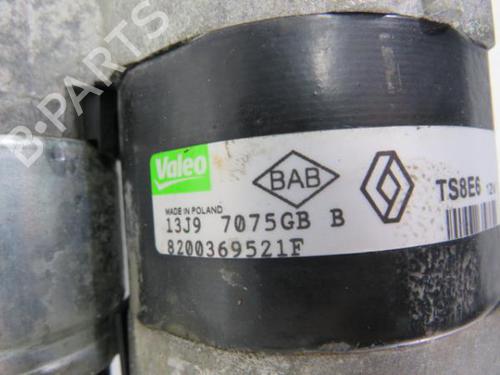 B-PARTS
Valeo
BAB
TS8E6
MADE IN POLAND
13J9 7075GB B
8200369521F